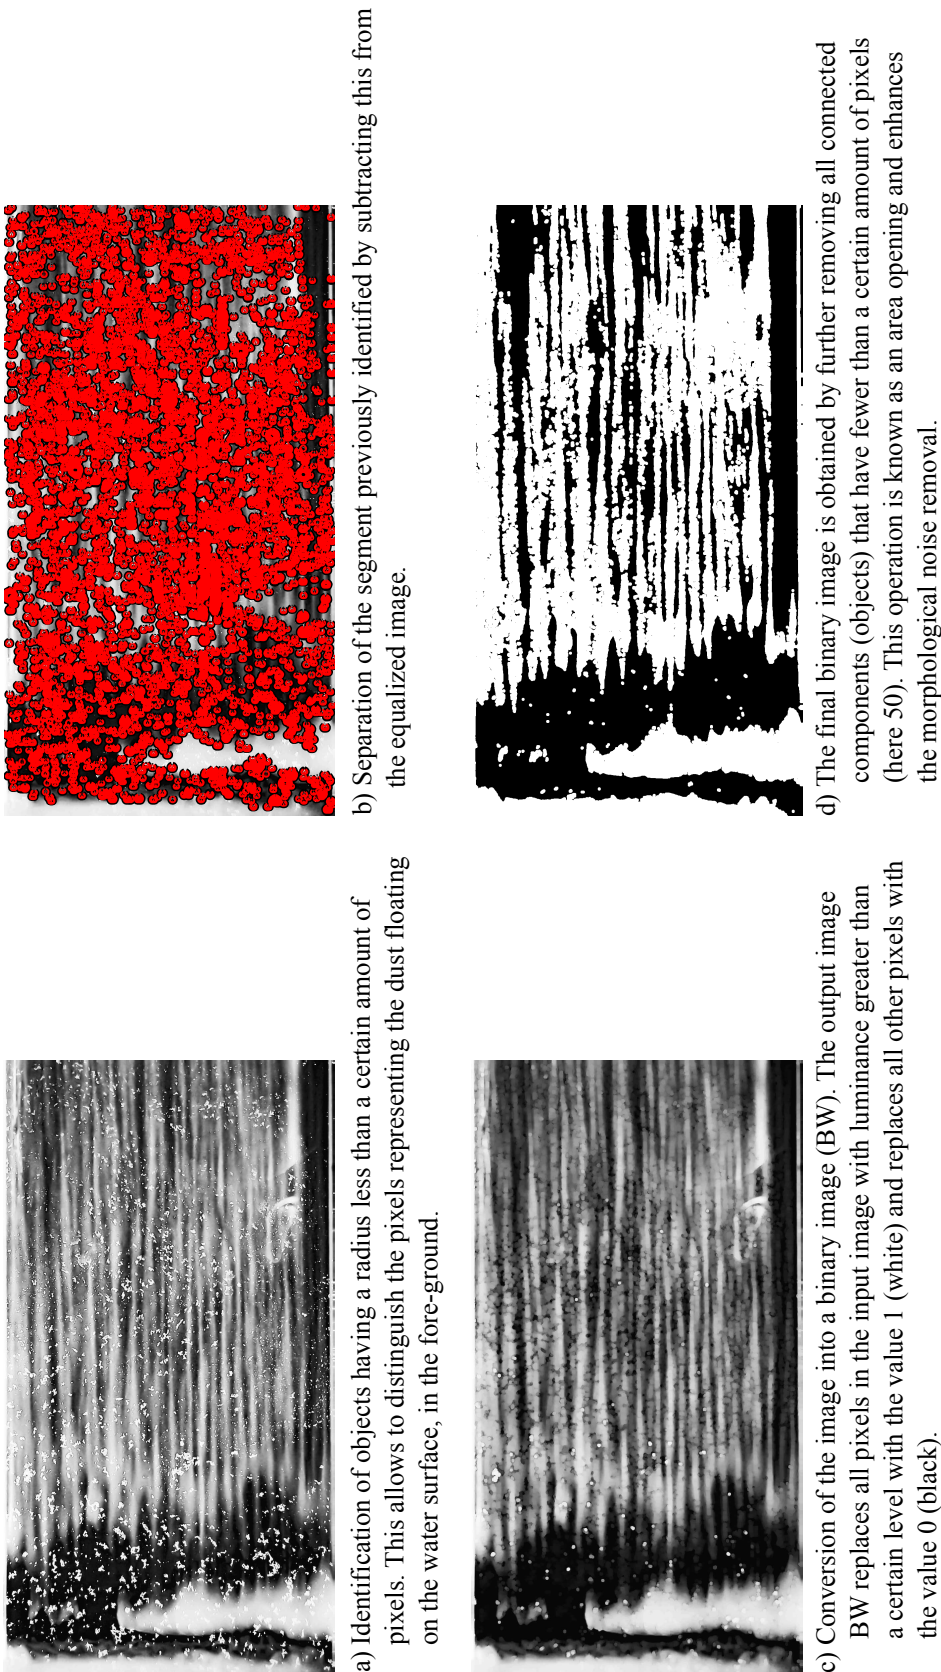 a) Identification of objects having a radius less than a certain amount of
pixels. This allows to distinguish the pixels representing the dust floating
on the water surface, in the fore-ground.
b) Separation of the segment previously identified by subtracting this from
the equalized image.
c) Conversion of the image into a binary image (BW). The output image
BW replaces all pixels in the input image with luminance greater than
a certain level with the value 1 (white) and replaces all other pixels with
the value 0 (black).
d) The final binary image is obtained by further removing all connected
components (objects) that have fewer than a certain amount of pixels
(here 50). This operation is known as an area opening and enhances
the morphological noise removal.